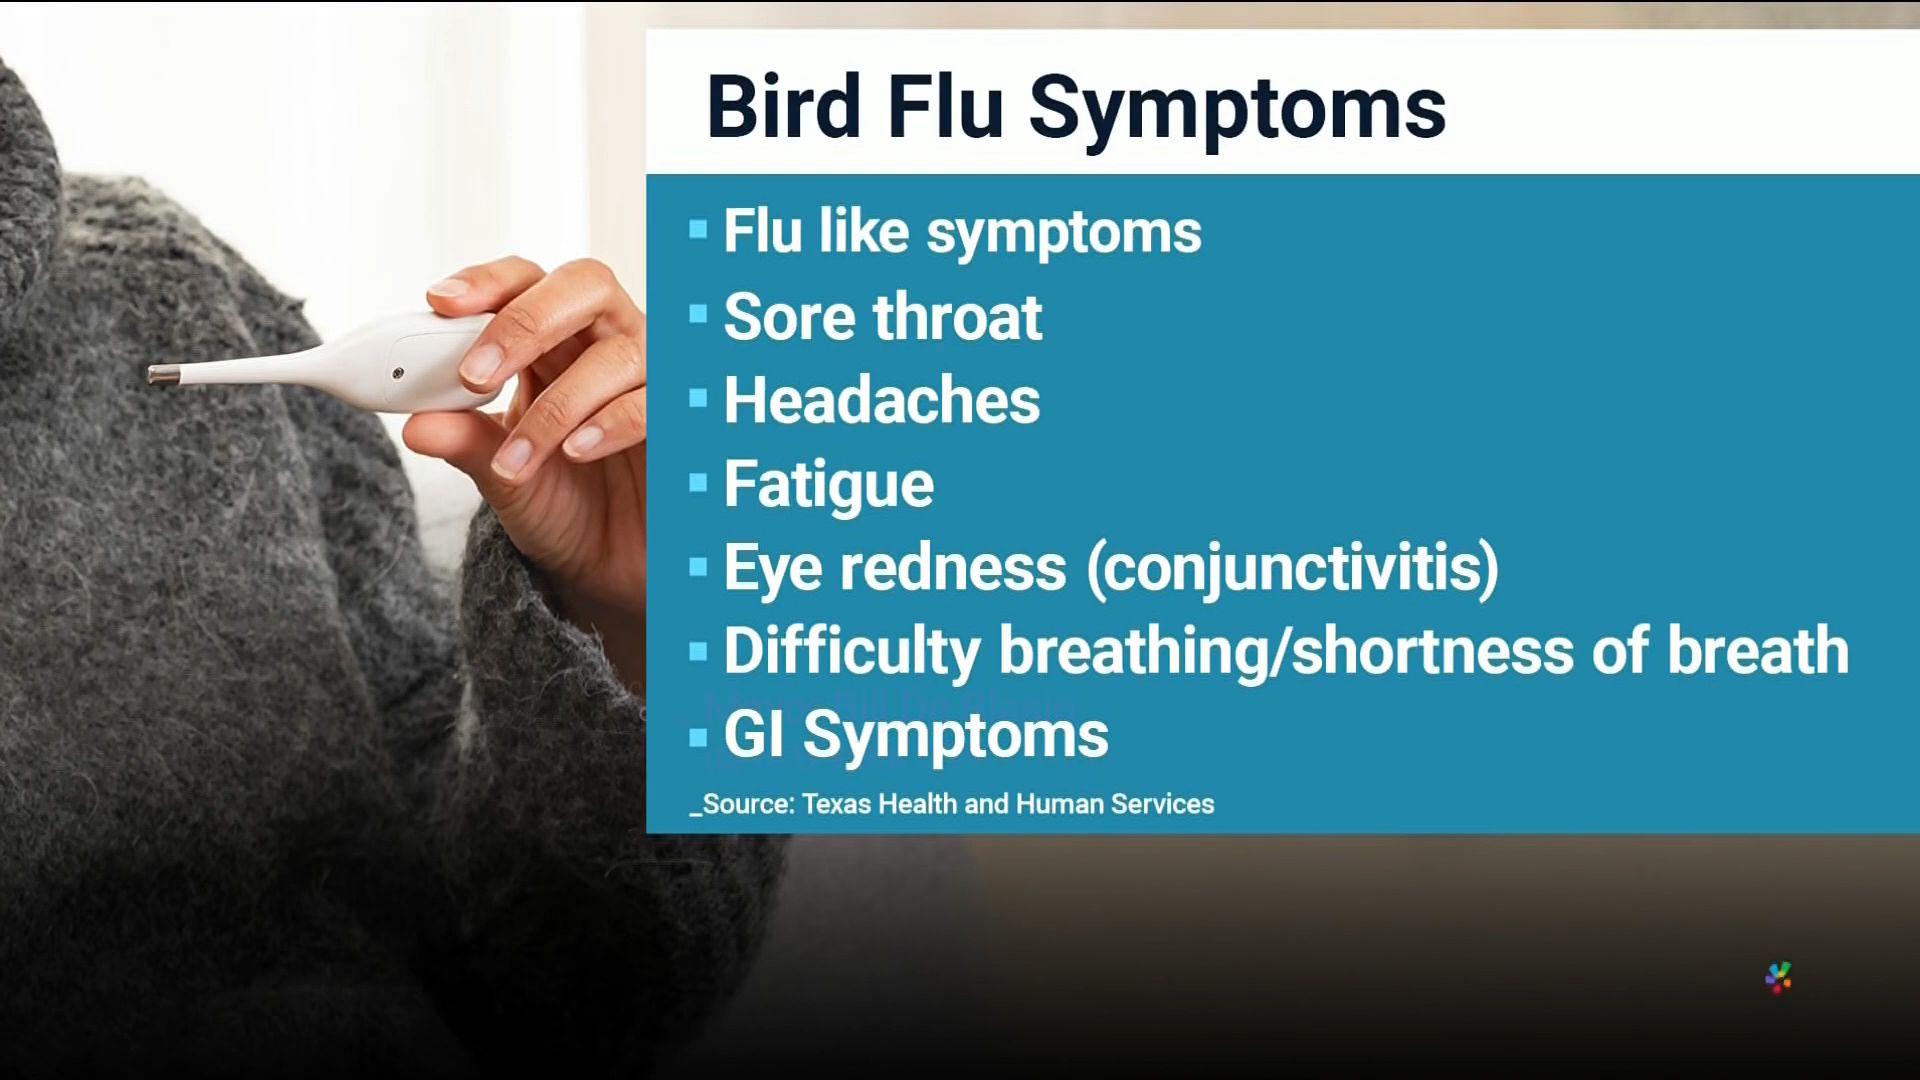 Bird Flu Symptoms
Flu like symptoms
Sore throat
Headaches
Fatigue
Eye redness (conjunctivitis)
Difficulty breathing/shortness of breath
GI Symptoms
_Source: Texas Health and Human Services